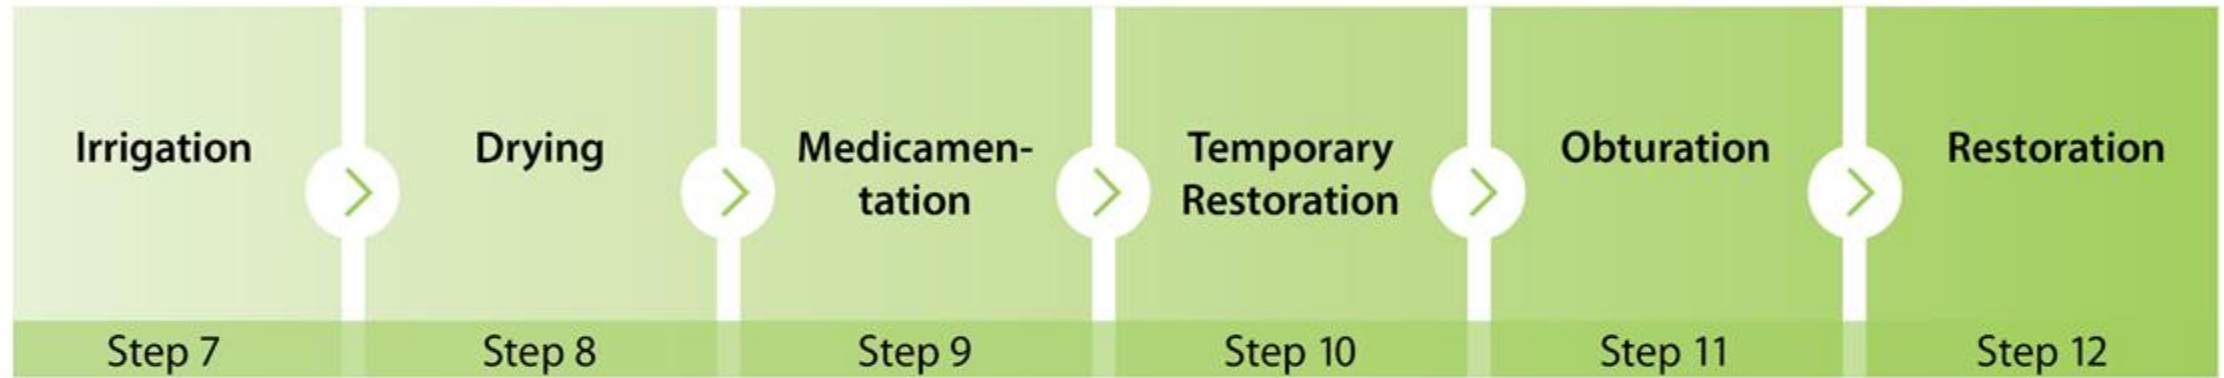 Irrigation
Step 7
Drying
Step 8
Medicamen-
tation
Step 9
Temporary
Restoration
Step 10
Obturation
Step 11
Restoration
Step 12